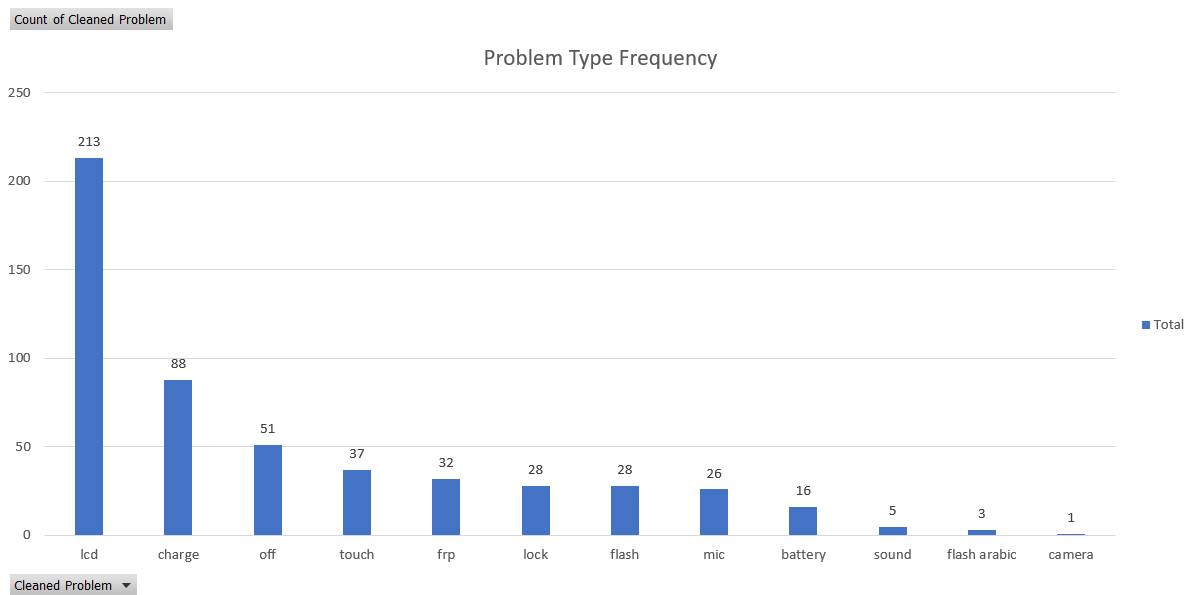 Count of Cleaned Problem
Problem Type Frequency
250
200
150
100
50
0
213
88
51
37
32
28
28
26
16
5
3
1
lcd
charge
off
touch
frp
lock
flash
mic
battery
sound
flash arabic
camera
Total
Cleaned Problem